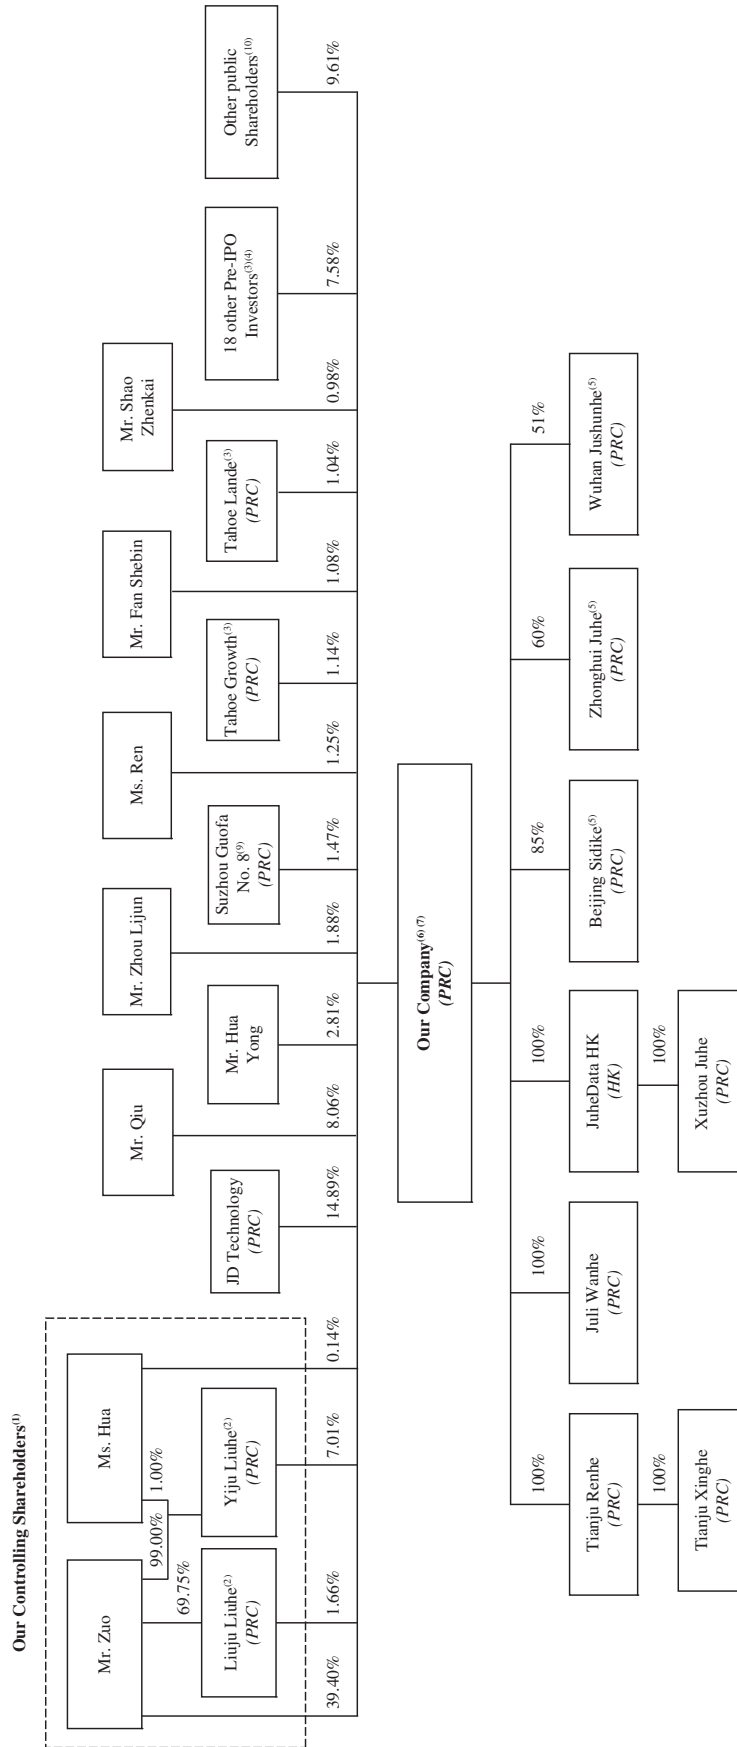 Our Controlling Shareholders(1)
Mr. Zuo
Ms. Hua
99.00%
1.00%
69.75%
Liuju Liuhe(2)
(PRC)
Yiju Liuhe(2)
(PRC)
39.40%
1.66%
7.01%
0.14%
JD Technology
(PRC)
14.89%
Mr. Qiu
8.06%
Mr. Hua
Yong
2.81%
Mr. Zhou Lijun
1.88%
Suzhou Guofa
No. 8(9)
(PRC)
1.47%
Ms. Ren
1.25%
Tahoe Growth(3)
(PRC)
1.14%
Mr. Fan Shebin
1.08%
Tahoe Lande(3)
(PRC)
1.04%
Mr. Shao
Zhenkai
0.98%
18 other Pre-IPO
Investors(3)(4)
7.58%
Other public
Shareholders(10)
9.61%
Our Company(6)(7)
(PRC)
100%
Tianju Renhe
(PRC)
100%
Tianju Xinghe
(PRC)
100%
Juli Wanhe
(PRC)
100%
JuheData HK
(HK)
100%
Xuzhou Juhe
(PRC)
85%
Beijing Sidike(5)
(PRC)
60%
Zhonghui Juhe(5)
(PRC)
51%
Wuhan Jushunhe(5)
(PRC)